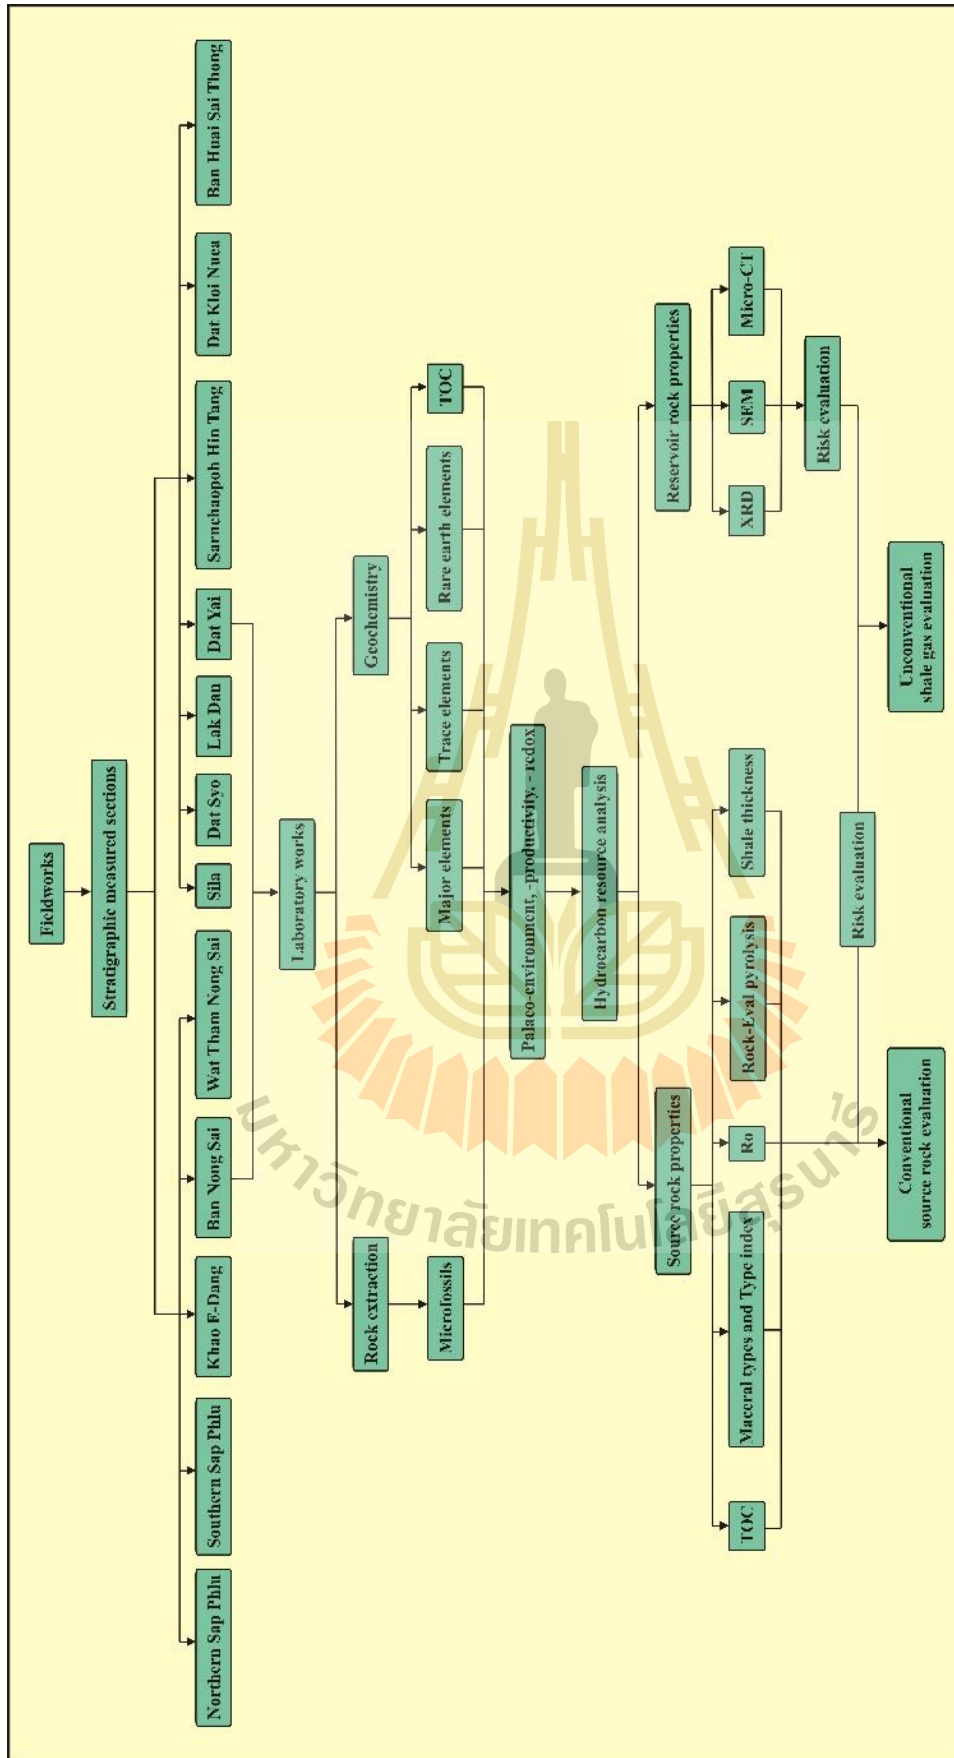 Fieldworks
Stratigraphic measured sections
Northern Sap Phlu
Southern Sap Phlu
Khao E-Dang
Ban Nong Sai
Wat Tham Nong Sai
Sila
Dat Syo
Lak Dan
Dat Yai
Sarnchaopoh Hin Tang
Dat Kloi Nuea
Ban Huai Sai Thong
Laboratory works
Rock extraction
Geochemistry
Microfossils
Major elements
Trace elements
Rare earth elements
TOC
Palaeo-environment, -productivity, - redox
Hydrocarbon resource analysis
Source rock properties
Reservoir rock properties
TOC
Maceral types and Type index
Ro
Rock-Eval pyrolysis
Shale thickness
XRD
SEM
Micro-CT
Risk evaluation
Risk evaluation
Conventional
source rock evaluation
Unconventional
shale gas evaluation
มหาวิทยาลัยเทคโนโลยีสุรนารี